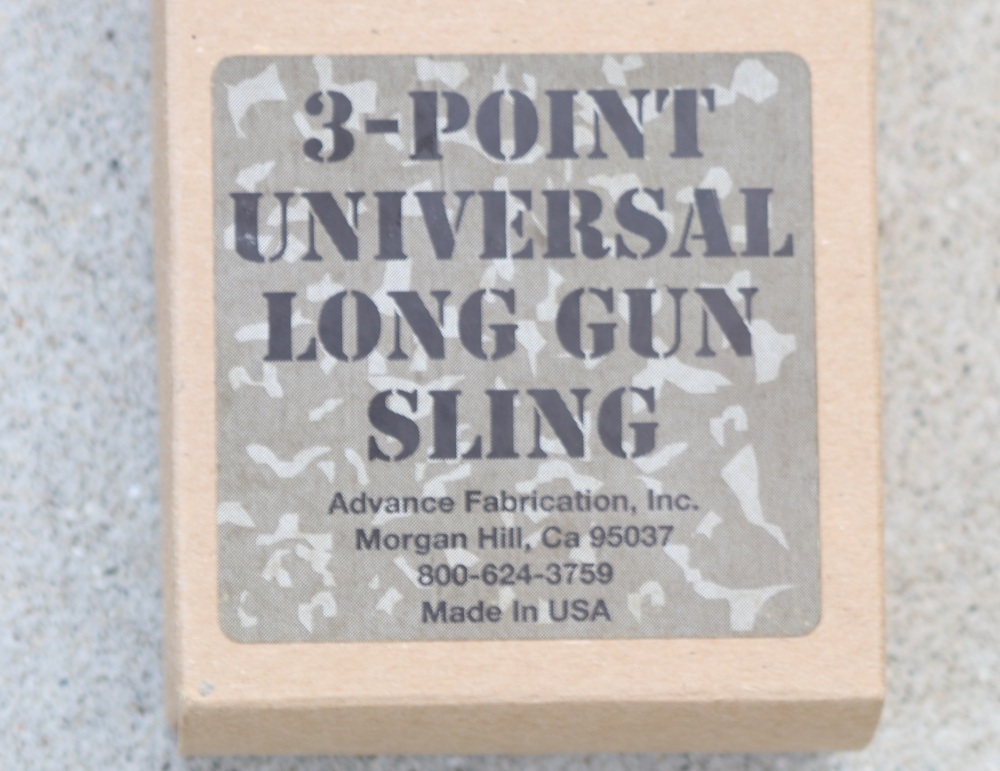 3-POINT
UNIVERSAL
LONG GUN
SLING
Advance Fabrication, Inc.
Morgan Hill, Ca 95037
800-624-3759
Made In USA